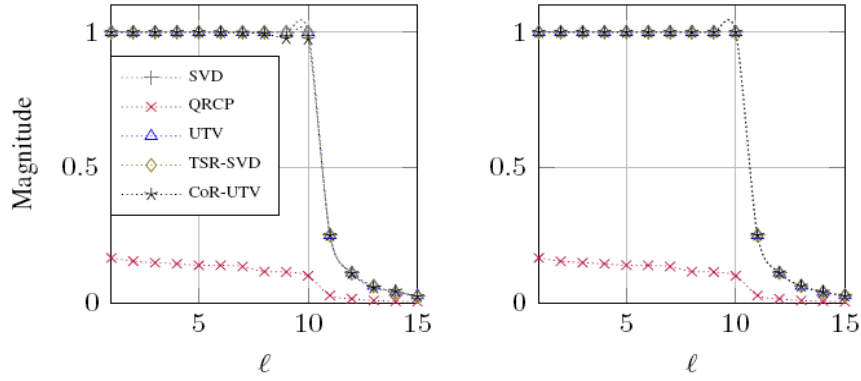 1
0.5
0
Magnitude
SVD
QRCP
UTV
TSR-SVD
CoR-UTV
5
10
15
ℓ
1
0.5
0
5
10
15
ℓ